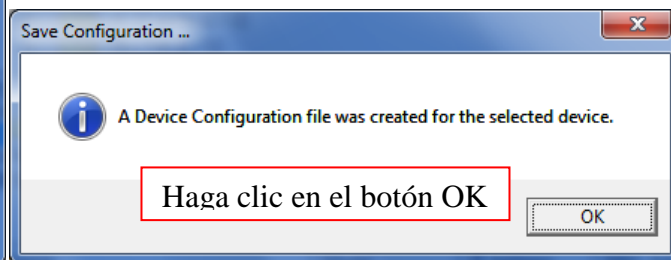 Save Configuration ...
A Device Configuration file was created for the selected device.
Haga clic en el botón OK
OK